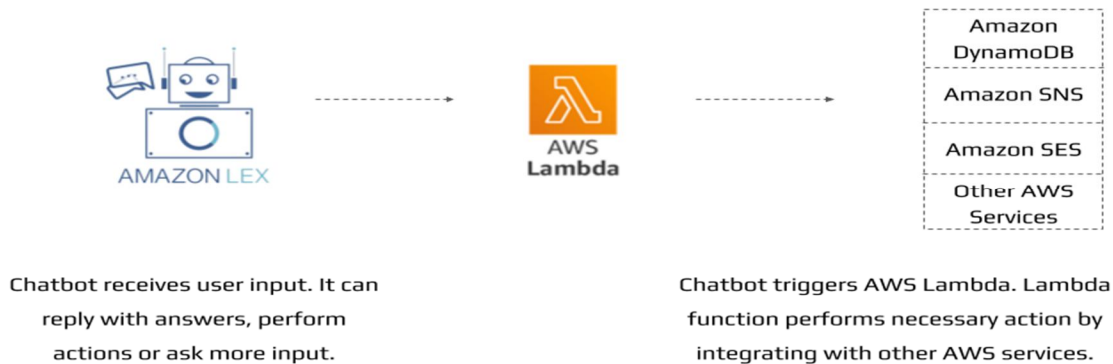 Amazon
DynamoDB
Amazon SNS
Amazon SES
Other AWS
Services
AMAZON LEX
AWS
Lambda
Chatbot receives user input. It can
reply with answers, perform
actions or ask more input.
Chatbot triggers AWS Lambda. Lambda
function performs necessary action by
integrating with other AWS services.